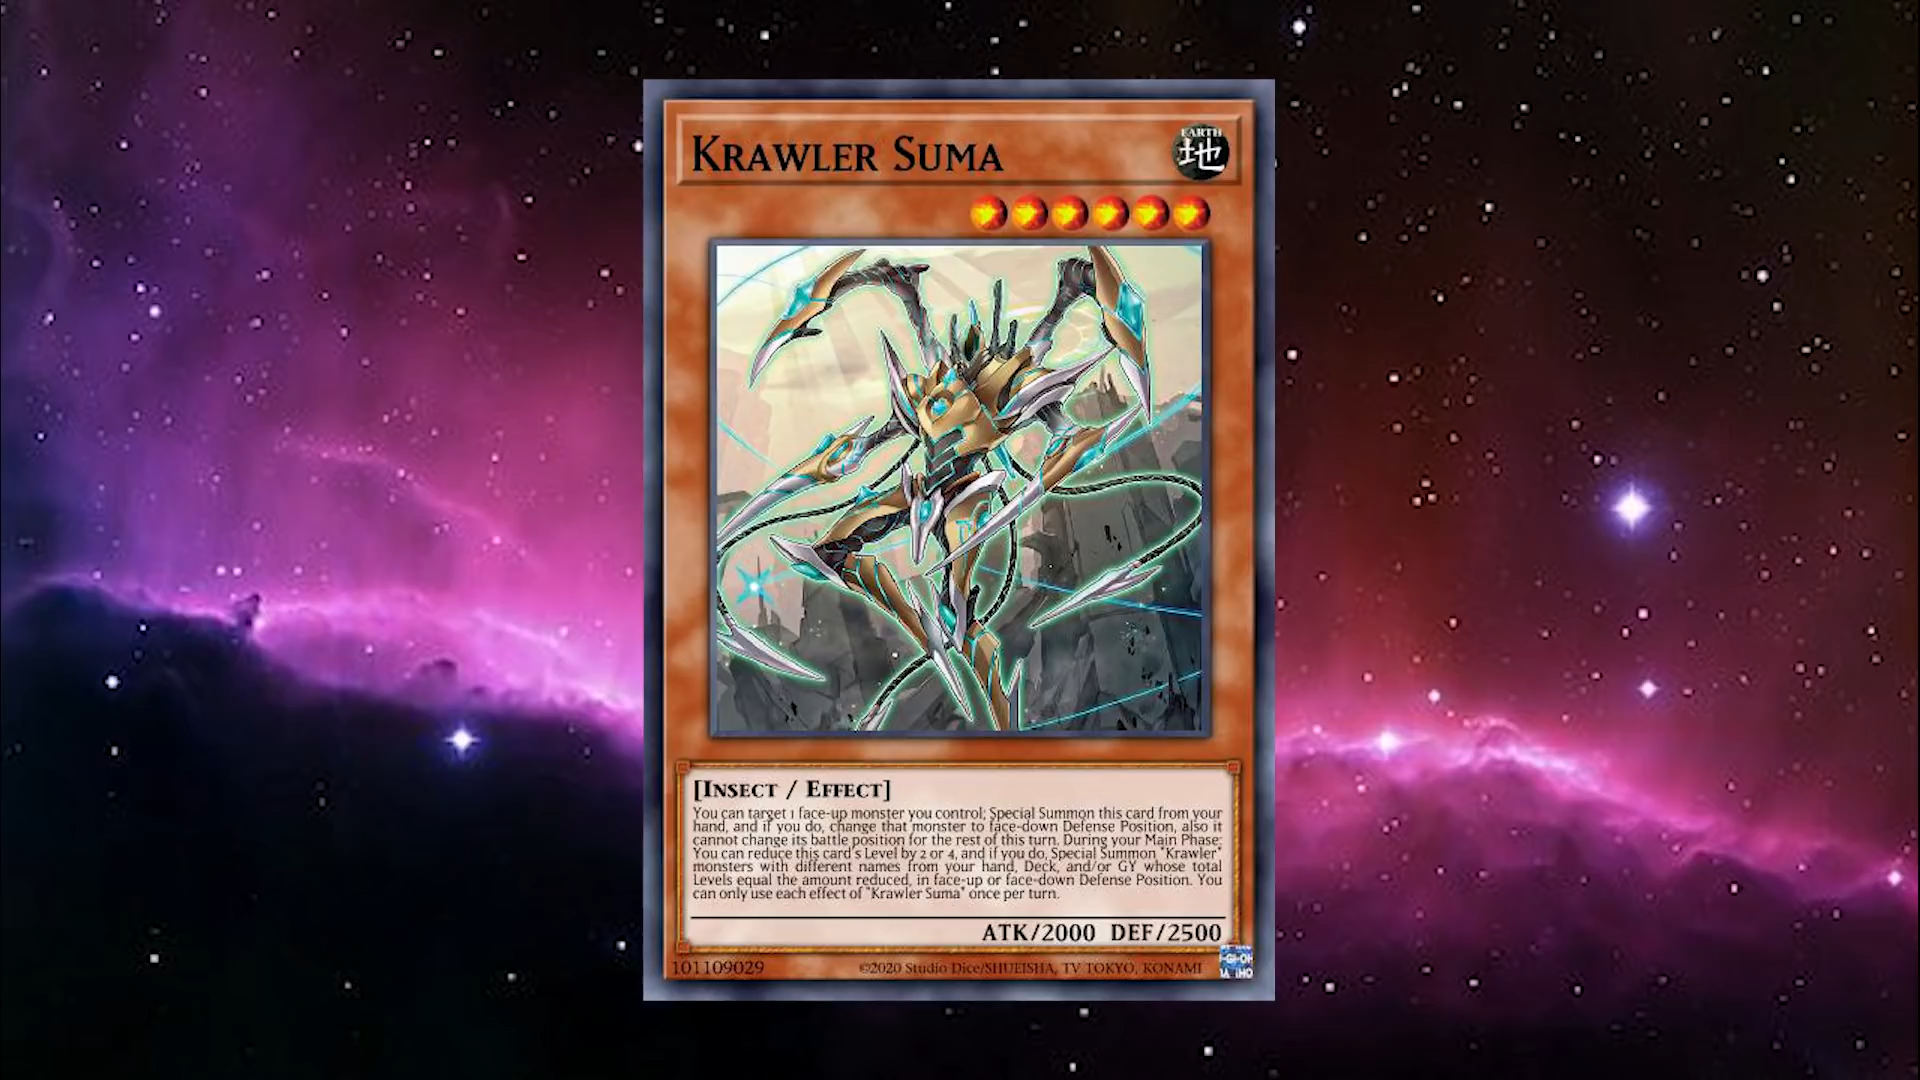 KRAWLER SUMA
EARTH
地
[INSECT / EFFECT]
You can target 1 face-up monster you control; Special Summon this card from your
hand, and if you do, change that monster to face-down Defense Position, also it
cannot change its battle position for the rest of this turn. During your Main Phase:
You can reduce this card's Level by 2 or 4, and if you do, Special Summon "Krawler"
monsters with different names from your hand, Deck, and/or GY whose total
Levels equal the amount reduced, in face-up or face-down Defense Position. You
can only use each effect of "Krawler Suma" once per turn.
ATK/2000 DEF/2500
101109029
©2020 Studio Dice/SHUEISHA, TV TOKYO, KONAMI